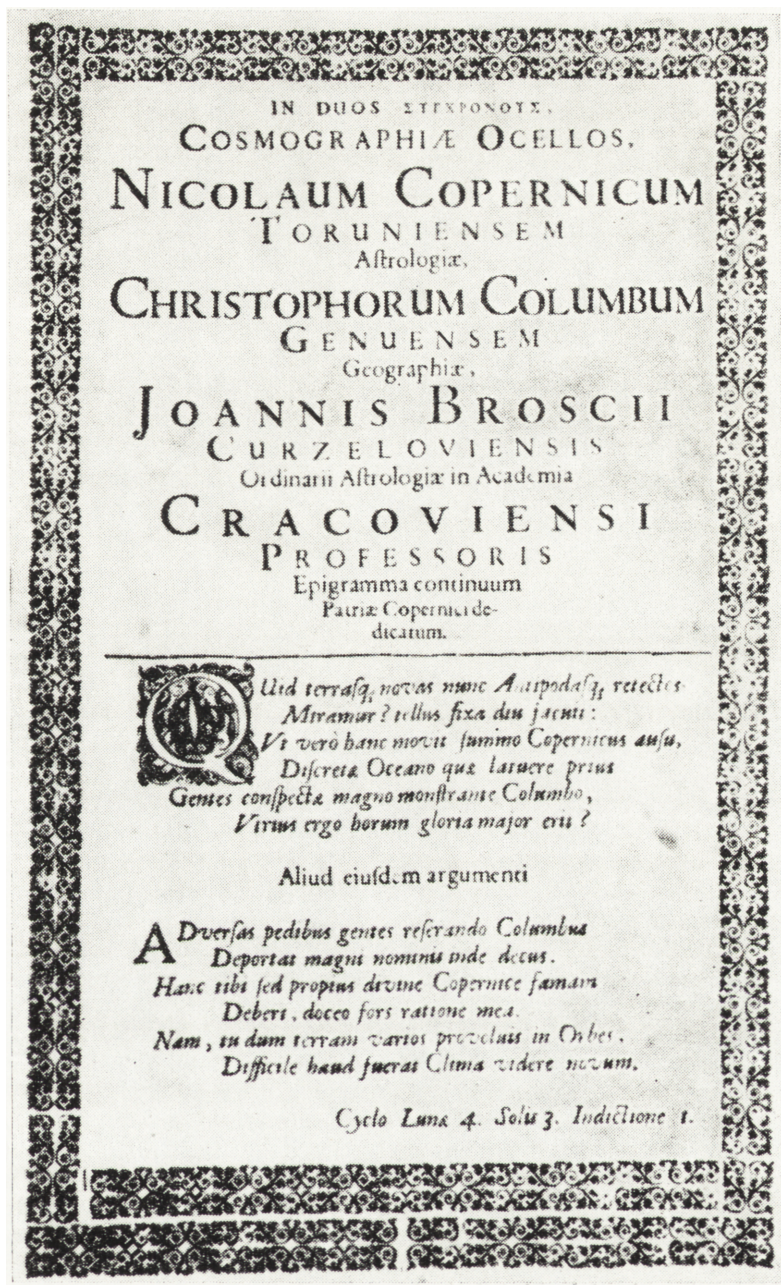 IN DUOS ΣΥΓΧΡΟΝΟΥΣ,
COSMOGRAPHIÆ OCELLOS,
NICOLAUM COPERNICUM
TORUNIENSEM
Aſtrologiæ,
CHRISTOPHORUM COLUMBUM
GENUENSEM
Geographiæ,
JOANNIS BROSCII
CURZELOVIENSIS
Ordinarii Aſtrologiæ in Academia
CRACOVIENSI
PROFESSORIS
Epigramma continuum
Patriæ Copernici de-
dicatum.
QUid terraſq; novas nunc Antipodaſq; retectos
Miramur? tellus fixa diu jacuit:
Vt verò hanc movit ſummo Copernicus auſu,
Diſcretæ Oceano quæ latuere prius
Gentes conſpectæ magno monſtrante Columbo,
Vtrius ergo horum gloria major erit?
Aliud eiuſdem argumenti
ADverſas pedibus gentes reſerando Columbus
Deportat magni nominis inde decus.
Hanc tibi ſed propius divine Copernice famam
Deberi, doceo fors ratione mea.
Nam, tu dum terram varios provoluis in Orbes,
Difficile haud fuerat Clima videre novum.
Cyclo Lunæ 4. Solis 3. Indictione 1.